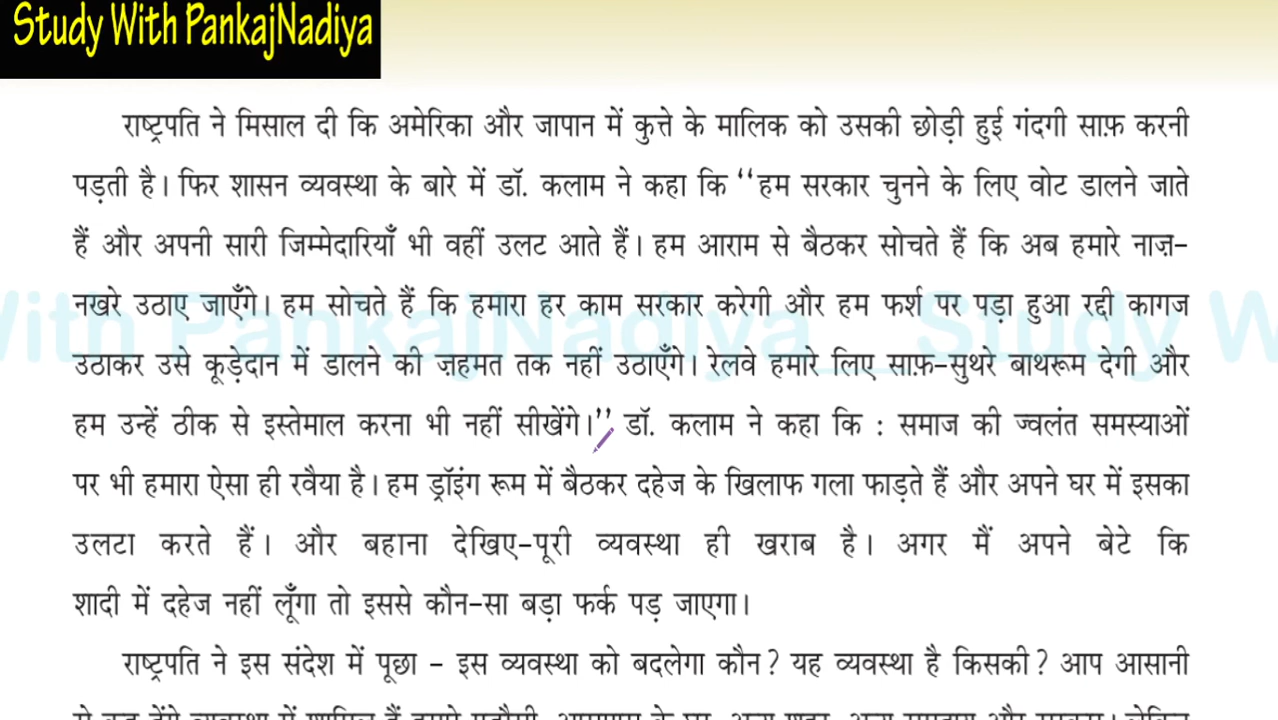 Study With PankajNadiya
राष्ट्रपति ने मिसाल दी कि अमेरिका और जापान में कुत्ते के मालिक को उसकी छोड़ी हुई गंदगी साफ़ करनी
पड़ती है। फिर शासन व्यवस्था के बारे में डॉ. कलाम ने कहा कि ‘‘हम सरकार चुनने के लिए वोट डालने जाते
हैं और अपनी सारी जिम्मेदारियाँ भी वहीं उलट आते हैं। हम आराम से बैठकर सोचते हैं कि अब हमारे नाज़-
नखरे उठाए जाएँगे। हम सोचते हैं कि हमारा हर काम सरकार करेगी और हम फर्श पर पड़ा हुआ रद्दी कागज
उठाकर उसे कूड़ेदान में डालने की ज़हमत तक नहीं उठाएँगे। रेलवे हमारे लिए साफ़-सुथरे बाथरूम देगी और
हम उन्हें ठीक से इस्तेमाल करना भी नहीं सीखेंगे।’’ डॉ. कलाम ने कहा कि : समाज की ज्वलंत समस्याओं
पर भी हमारा ऐसा ही रवैया है। हम ड्रॉइंग रूम में बैठकर दहेज के खिलाफ गला फाड़ते हैं और अपने घर में इसका
उलटा करते हैं। और बहाना देखिए-पूरी व्यवस्था ही खराब है। अगर मैं अपने बेटे कि
शादी में दहेज नहीं लूँगा तो इससे कौन-सा बड़ा फर्क पड़ जाएगा।
राष्ट्रपति ने इस संदेश में पूछा - इस व्यवस्था को बदलेगा कौन? यह व्यवस्था है किसकी? आप आसानी
With PankajNadiya__Study W